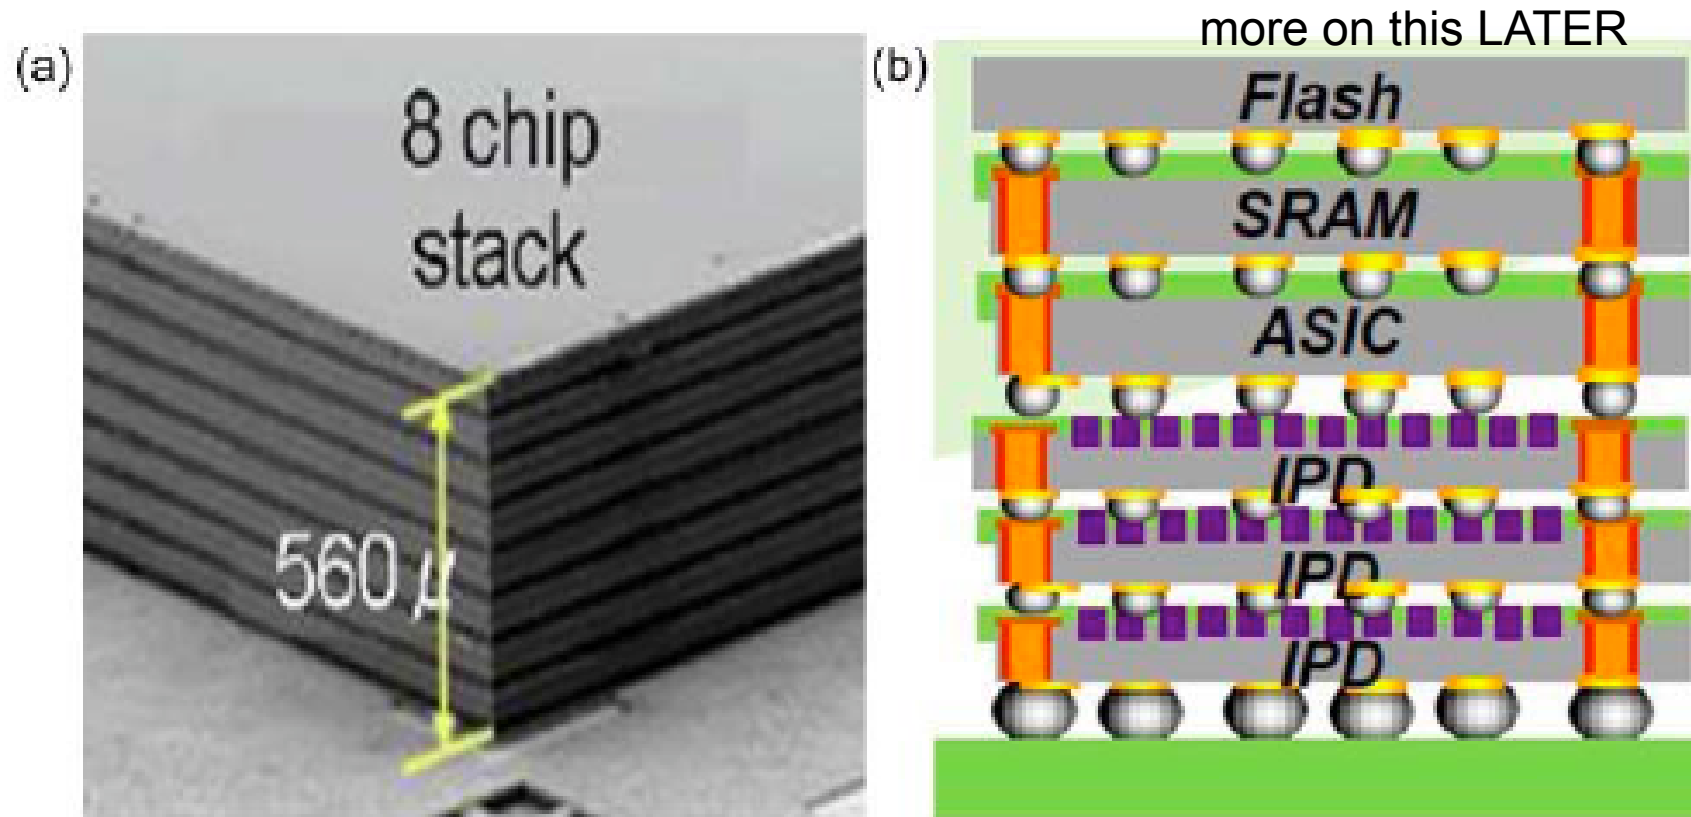 more on this LATER
(a)
8 chip
stack
560 μ
(b)
Flash
SRAM
ASIC
IPD
IPD
IPD